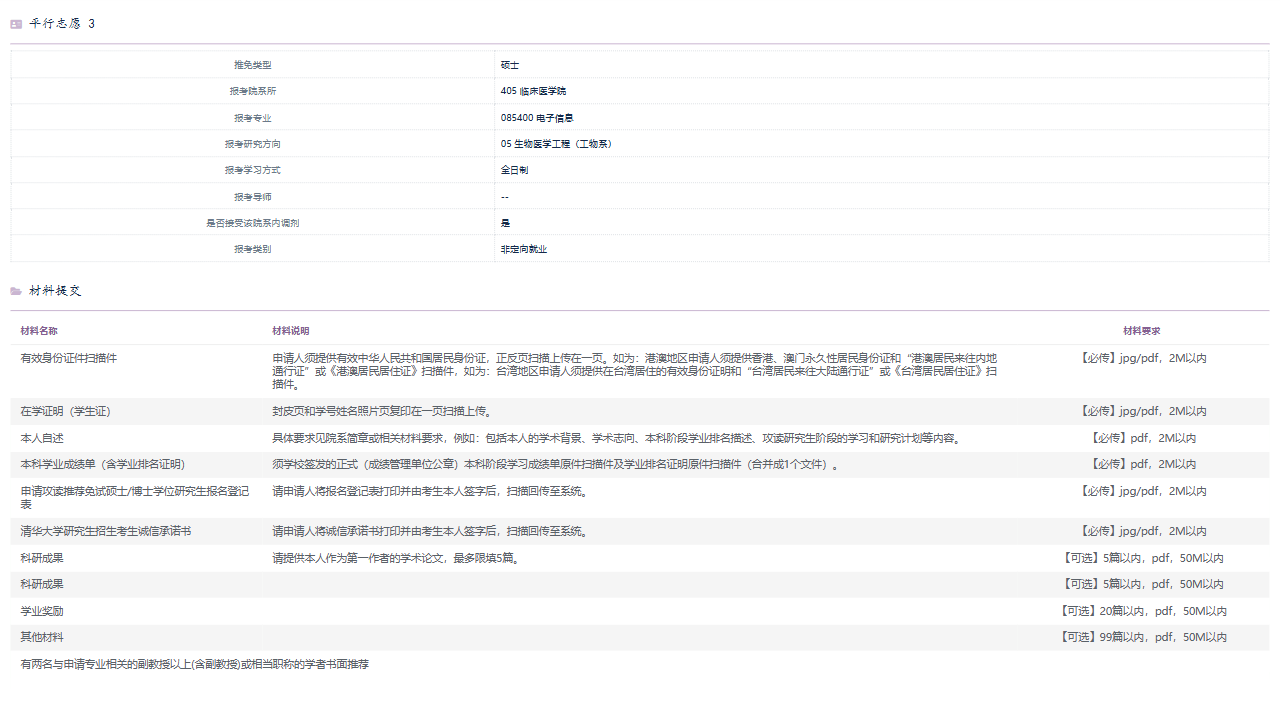 平行志愿 3
推免类型 硕士
报考院系所 405 临床医学院
报考专业 085400 电子信息
报考研究方向 05 生物医学工程（工物系）
报考学习方式 全日制
报考导师 --
是否接受该院系内调剂 是
报考类别 非定向就业
材料提交
材料名称 材料说明 材料要求
有效身份证件扫描件 申请人须提供有效中华人民共和国居民身份证，正反页扫描上传在一页。如为：港澳地区申请人须提供香港、澳门永久性居民身份证和“港澳居民来往内地 【必传】jpg/pdf，2M以内
通行证”或《港澳居民居住证》扫描件，如为：台湾地区申请人须提供在台湾居住的有效身份证明和“台湾居民来往大陆通行证”或《台湾居民居住证》扫
描件。
在学证明（学生证） 封皮页和学号姓名照片页复印在一页扫描上传。 【必传】jpg/pdf，2M以内
本人自述 具体要求见院系简章或相关材料要求，例如：包括本人的学术背景、学术志向、本科阶段学业排名描述、攻读研究生阶段的学习和研究计划等内容。 【必传】pdf，2M以内
本科学业成绩单（含学业排名证明） 须学校签发的正式（成绩管理单位公章）本科阶段学习成绩单原件扫描件及学业排名证明原件扫描件（合并成1个文件）。 【必传】pdf，2M以内
申请攻读推荐免试硕士/博士学位研究生报名登记 请申请人将报名登记表打印并由考生本人签字后，扫描回传至系统。 【必传】jpg/pdf，2M以内
表
清华大学研究生招生考生诚信承诺书 请申请人将诚信承诺书打印并由考生本人签字后，扫描回传至系统。 【必传】jpg/pdf，2M以内
科研成果 请提供本人作为第一作者的学术论文，最多限填5篇。 【可选】5篇以内，pdf，50M以内
科研成果 【可选】5篇以内，pdf，50M以内
学业奖励 【可选】20篇以内，pdf，50M以内
其他材料 【可选】99篇以内，pdf，50M以内
有两名与申请专业相关的副教授以上(含副教授)或相当职称的学者书面推荐